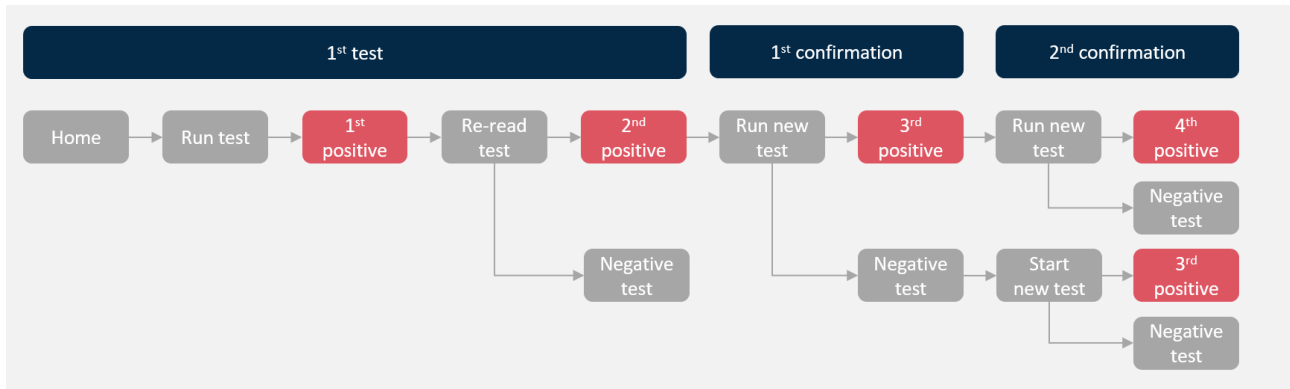 1st test
1st confirmation
2nd confirmation
Home
Run test
1st
positive
Re-read
test
2nd
positive
Run new
test
3rd
positive
Run new
test
4th
positive
Negative
test
Negative
test
Negative
test
Start
new test
3rd
positive
Negative
test